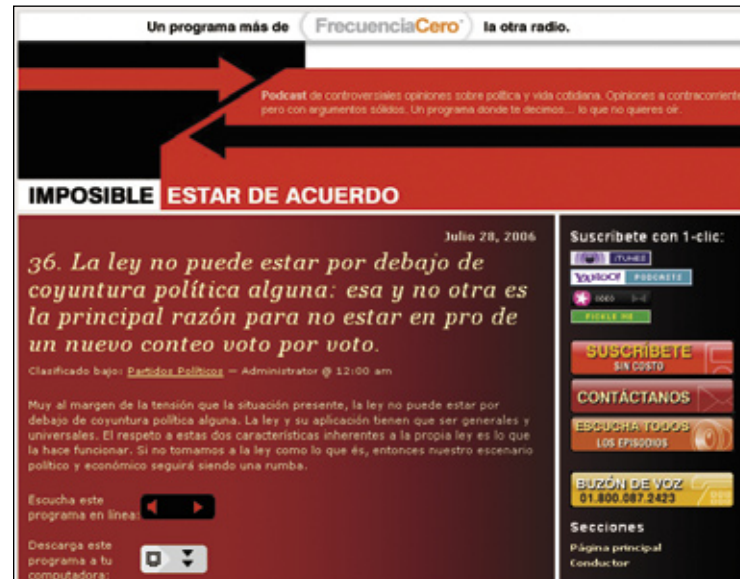 Un programa más de FrecuenciaCero la otra radio.
Podcast de controversiales opiniones sobre política y vida cotidiana. Opiniones a contracorriente
pero con argumentos sólidos. Un programa donde te decimos... lo que no quieres oír.
IMPOSIBLE ESTAR DE ACUERDO
Julio 28, 2006
36. La ley no puede estar por debajo de
coyuntura política alguna: esa y no otra es
la principal razón para no estar en pro de
un nuevo conteo voto por voto.
Clasificado bajo: Partidos Políticos — Administrator @ 12:00 am
Muy al margen de la tensión que la situación presente, la ley no puede estar por
debajo de coyuntura política alguna. La ley y su aplicación tienen que ser generales y
universales. El respeto a estas dos características inherentes a la propia ley es lo que
la hace funcionar. Si no tomamos a la ley como lo que és, entonces nuestro escenario
político y económico seguirá siendo una rumba.
Escucha este
programa en línea:
Descarga este
programa a tu
computadora:
Suscríbete con 1-clic:
ITUNES
YAHOO! PODCASTS
ODEO
SUSCRIBETE
SIN COSTO
CONTÁCTANOS
ESCUCHA TODOS
LOS EPISODIOS
BUZÓN DE VOZ
01.800.087.2423
Secciones
Página principal
Conductor